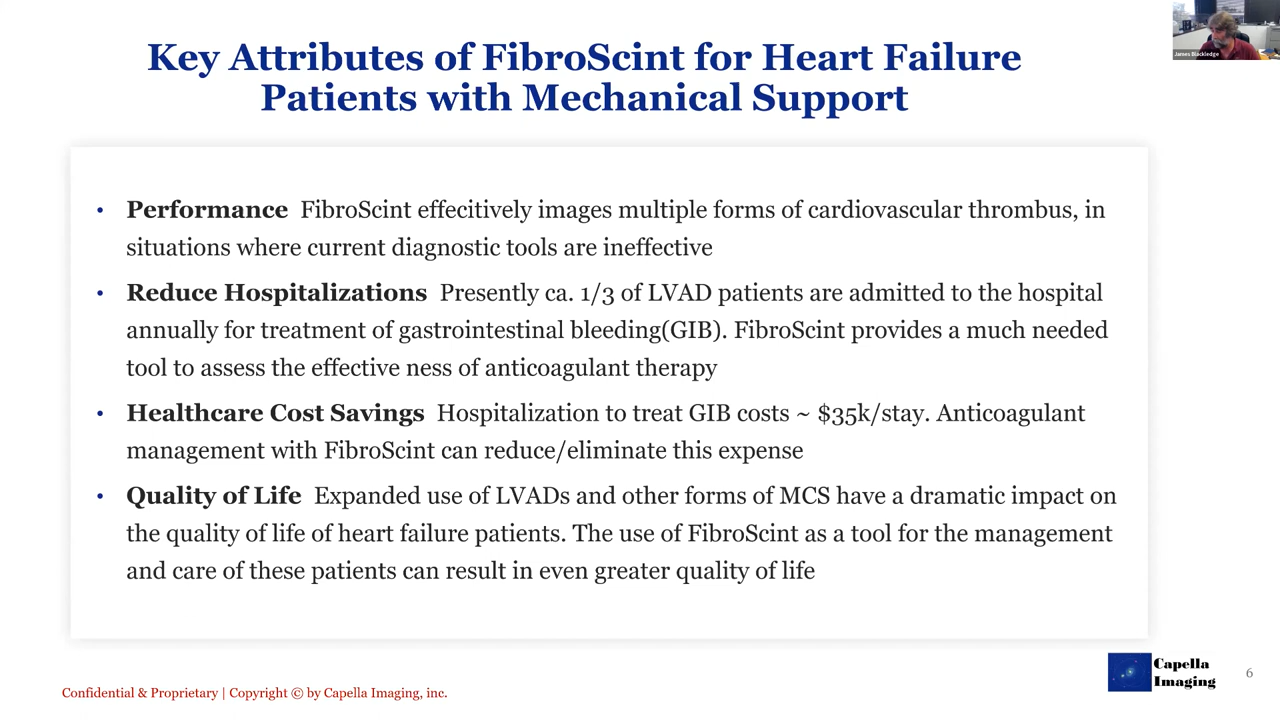 Key Attributes of FibroScint for Heart Failure
Patients with Mechanical Support
James Blackledge
• Performance FibroScint effecitively images multiple forms of cardiovascular thrombus, in
situations where current diagnostic tools are ineffective
• Reduce Hospitalizations Presently ca. 1/3 of LVAD patients are admitted to the hospital
annually for treatment of gastrointestinal bleeding(GIB). FibroScint provides a much needed
tool to assess the effective ness of anticoagulant therapy
• Healthcare Cost Savings Hospitalization to treat GIB costs ~ $35k/stay. Anticoagulant
management with FibroScint can reduce/eliminate this expense
• Quality of Life Expanded use of LVADs and other forms of MCS have a dramatic impact on
the quality of life of heart failure patients. The use of FibroScint as a tool for the management
and care of these patients can result in even greater quality of life
Capella
Imaging
6
Confidential & Proprietary | Copyright © by Capella Imaging, inc.